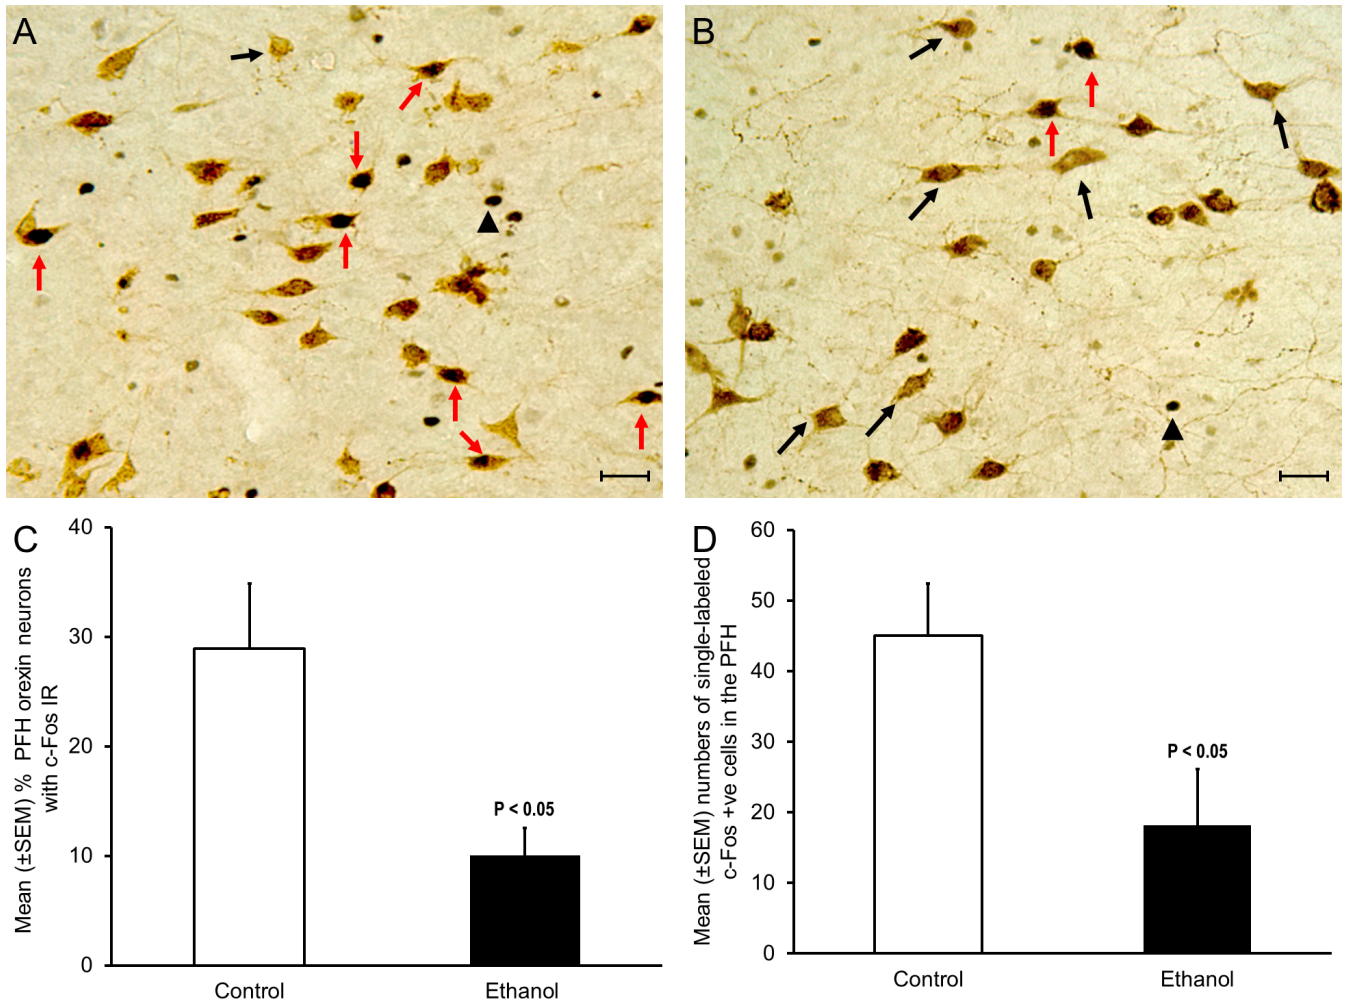 A
B
C
Mean (±SEM) % PFH orexin neurons
with c-Fos IR
40
30
20
10
0
P < 0.05
Control
Ethanol
D
Mean (±SEM) numbers of single-labeled
c-Fos +ve cells in the PFH
60
50
40
30
20
10
0
P < 0.05
Control
Ethanol